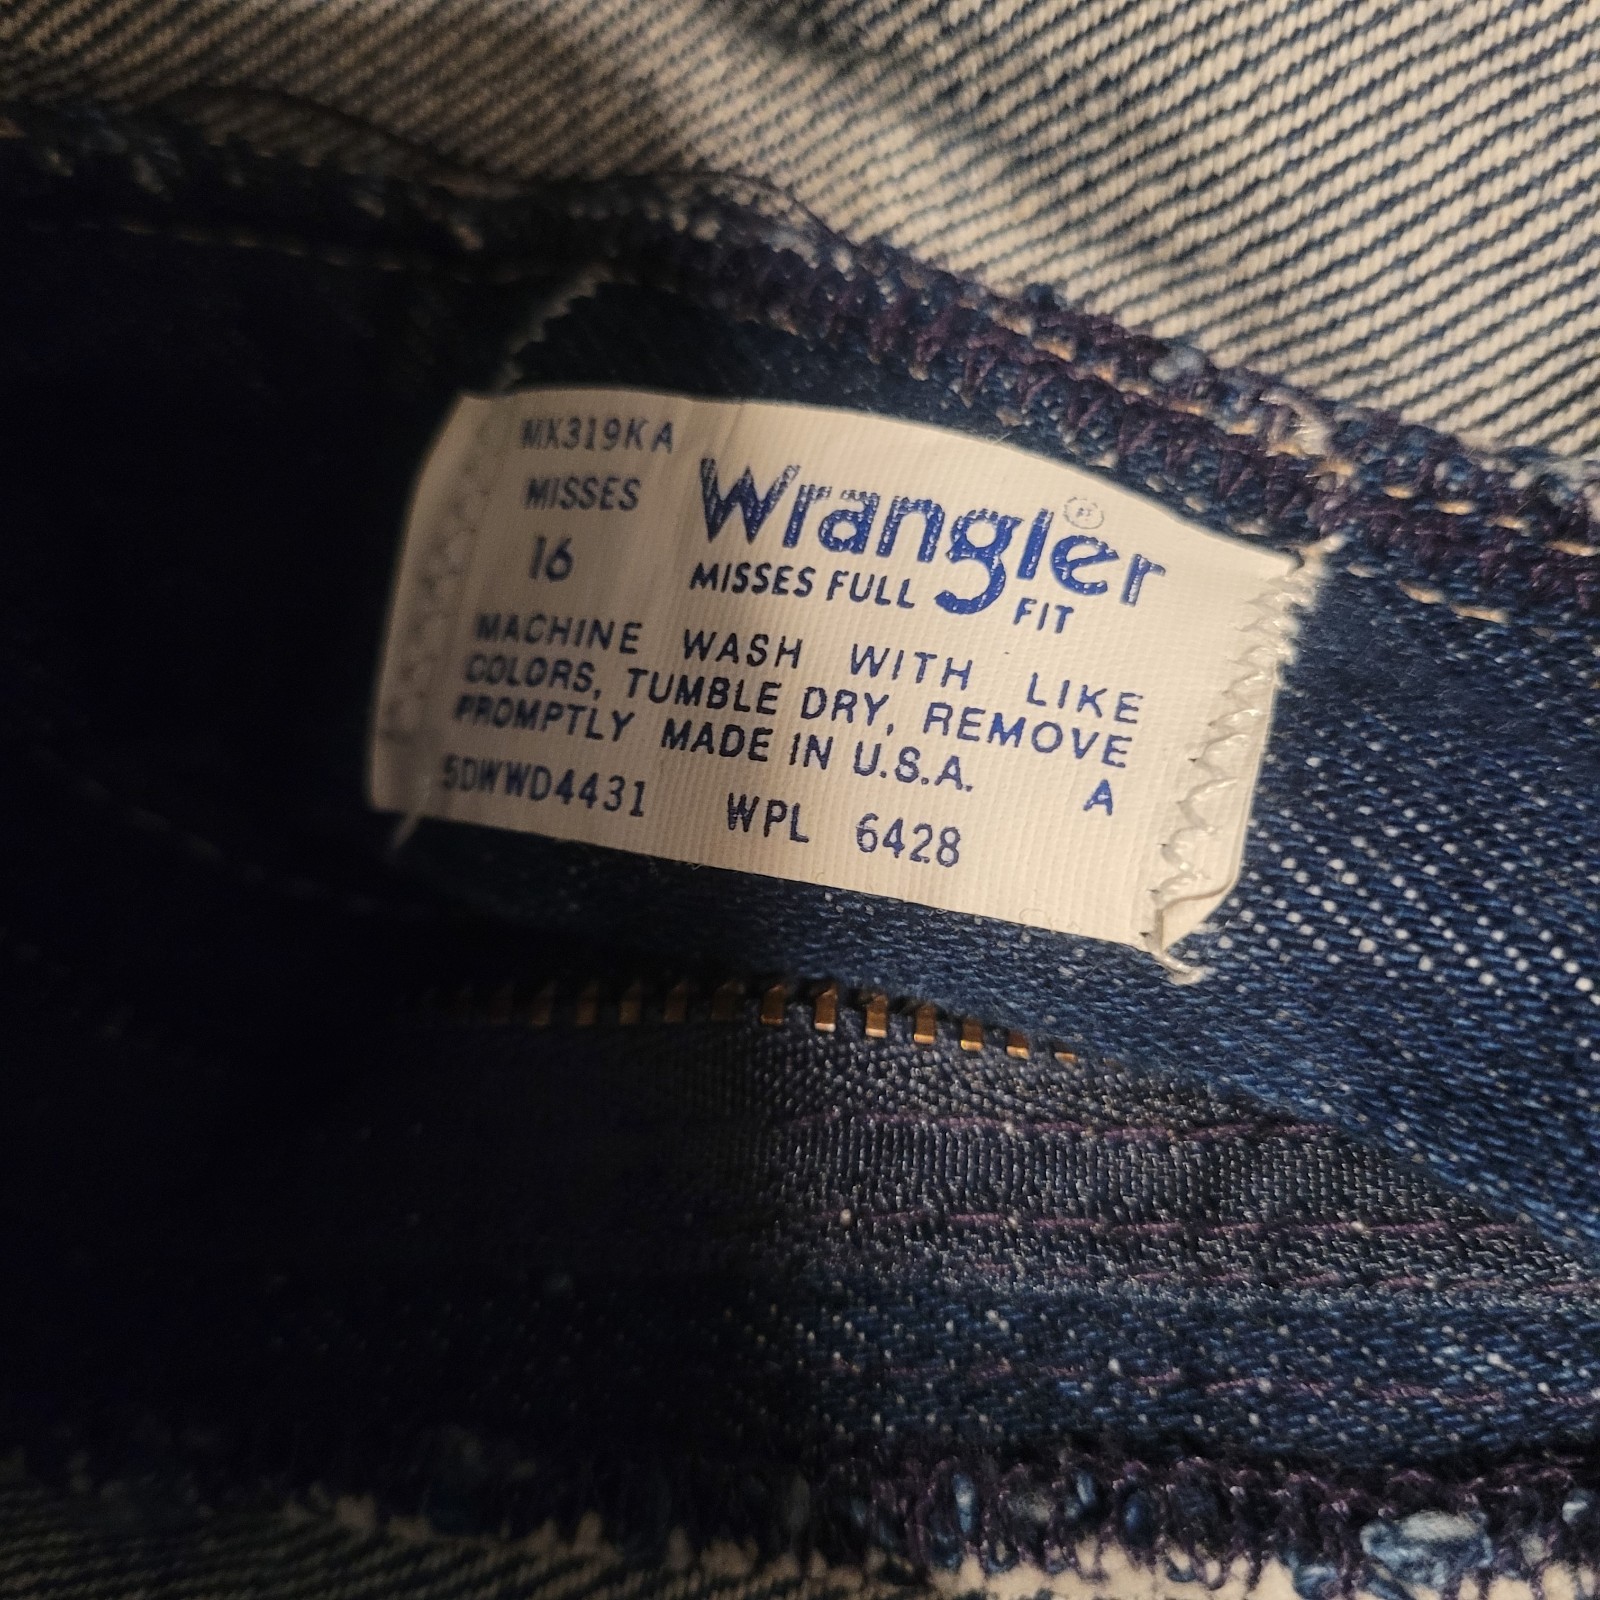 MX319KA
MISSES
16
Wrangler®
MISSES FULL FIT
MACHINE WASH WITH LIKE
COLORS, TUMBLE DRY, REMOVE
PROMPTLY MADE IN U.S.A. A
5DWWD4431 WPL 6428